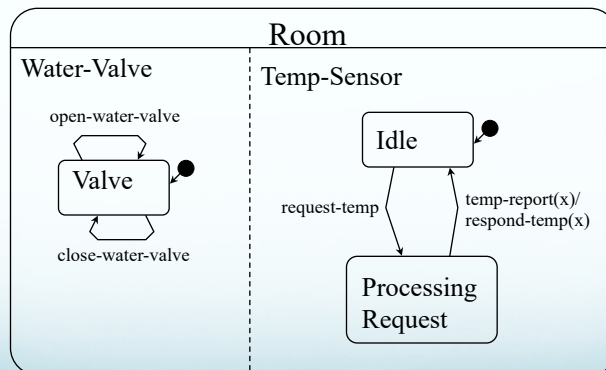 Room
Water-Valve
open-water-valve
Valve
close-water-valve
Temp-Sensor
Idle
request-temp
temp-report(x)/
respond-temp(x)
Processing
Request